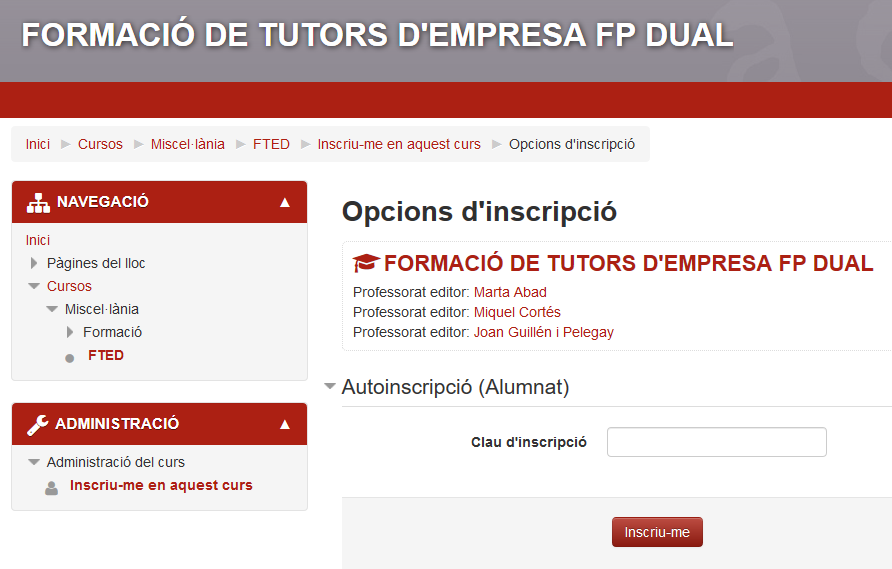 FORMACIÓ DE TUTORS D'EMPRESA FP DUAL
Inici Cursos Miscel·lània FTED Inscriu-me en aquest curs Opcions d'inscripció
NAVEGACIÓ
Inici
Pàgines del lloc
Cursos
Miscel·lània
Formació
FTED
ADMINISTRACIÓ
Administració del curs
Inscriu-me en aquest curs
Opcions d'inscripció
FORMACIÓ DE TUTORS D'EMPRESA FP DUAL
Professorat editor: Marta Abad
Professorat editor: Miquel Cortés
Professorat editor: Joan Guillén i Pelegay
Autoinscripció (Alumnat)
Clau d'inscripció
Inscriu-me